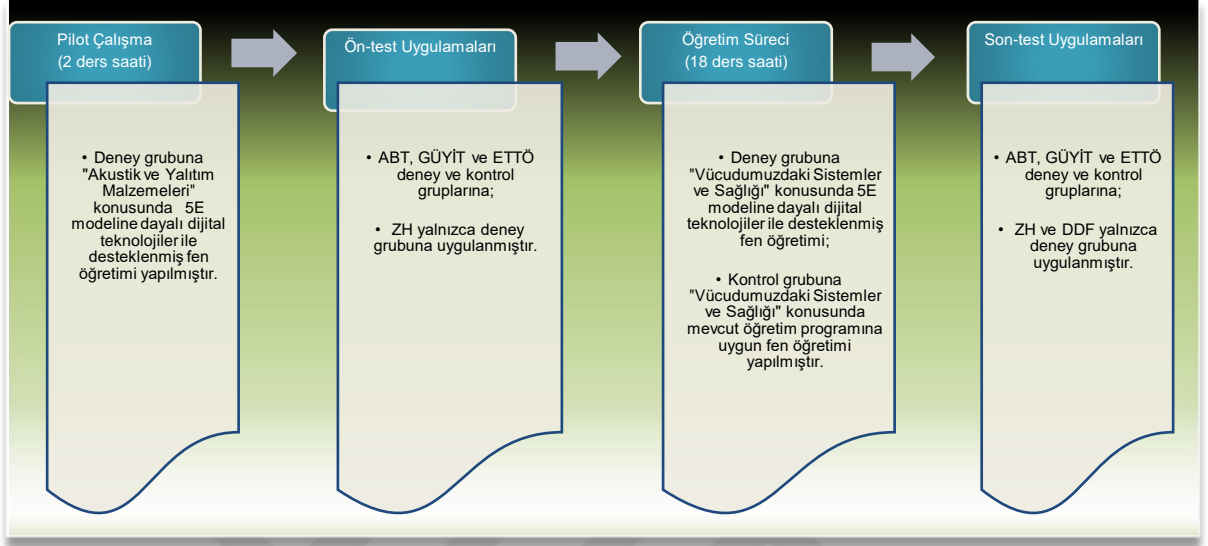 Pilot Çalışma
(2 ders saati)
• Deney grubuna
"Akustik ve Yalıtım
Malzemeleri"
konusunda 5E
modeline dayalı dijital
teknolojiler ile
desteklenmiş fen
öğretimi yapılmıştır.
Ön-test Uygulamaları
• ABT, GÜYİT ve ETTÖ
deney ve kontrol
gruplarına;
• ZH yalnızca deney
grubuna uygulanmıştır.
Öğretim Süreci
(18 ders saati)
• Deney grubuna
"Vücudumuzdaki Sistemler
ve Sağlığı" konusunda 5E
modeline dayalı dijital
teknolojiler ile desteklenmiş
fen öğretimi;
• Kontrol grubuna
"Vücudumuzdaki Sistemler
ve Sağlığı" konusunda
mevcut öğretim programına
uygun fen öğretimi
yapılmıştır.
Son-test Uygulamaları
• ABT, GÜYİT ve ETTÖ
deney ve kontrol
gruplarına;
• ZH ve DDF yalnızca
deney grubuna
uygulanmıştır.